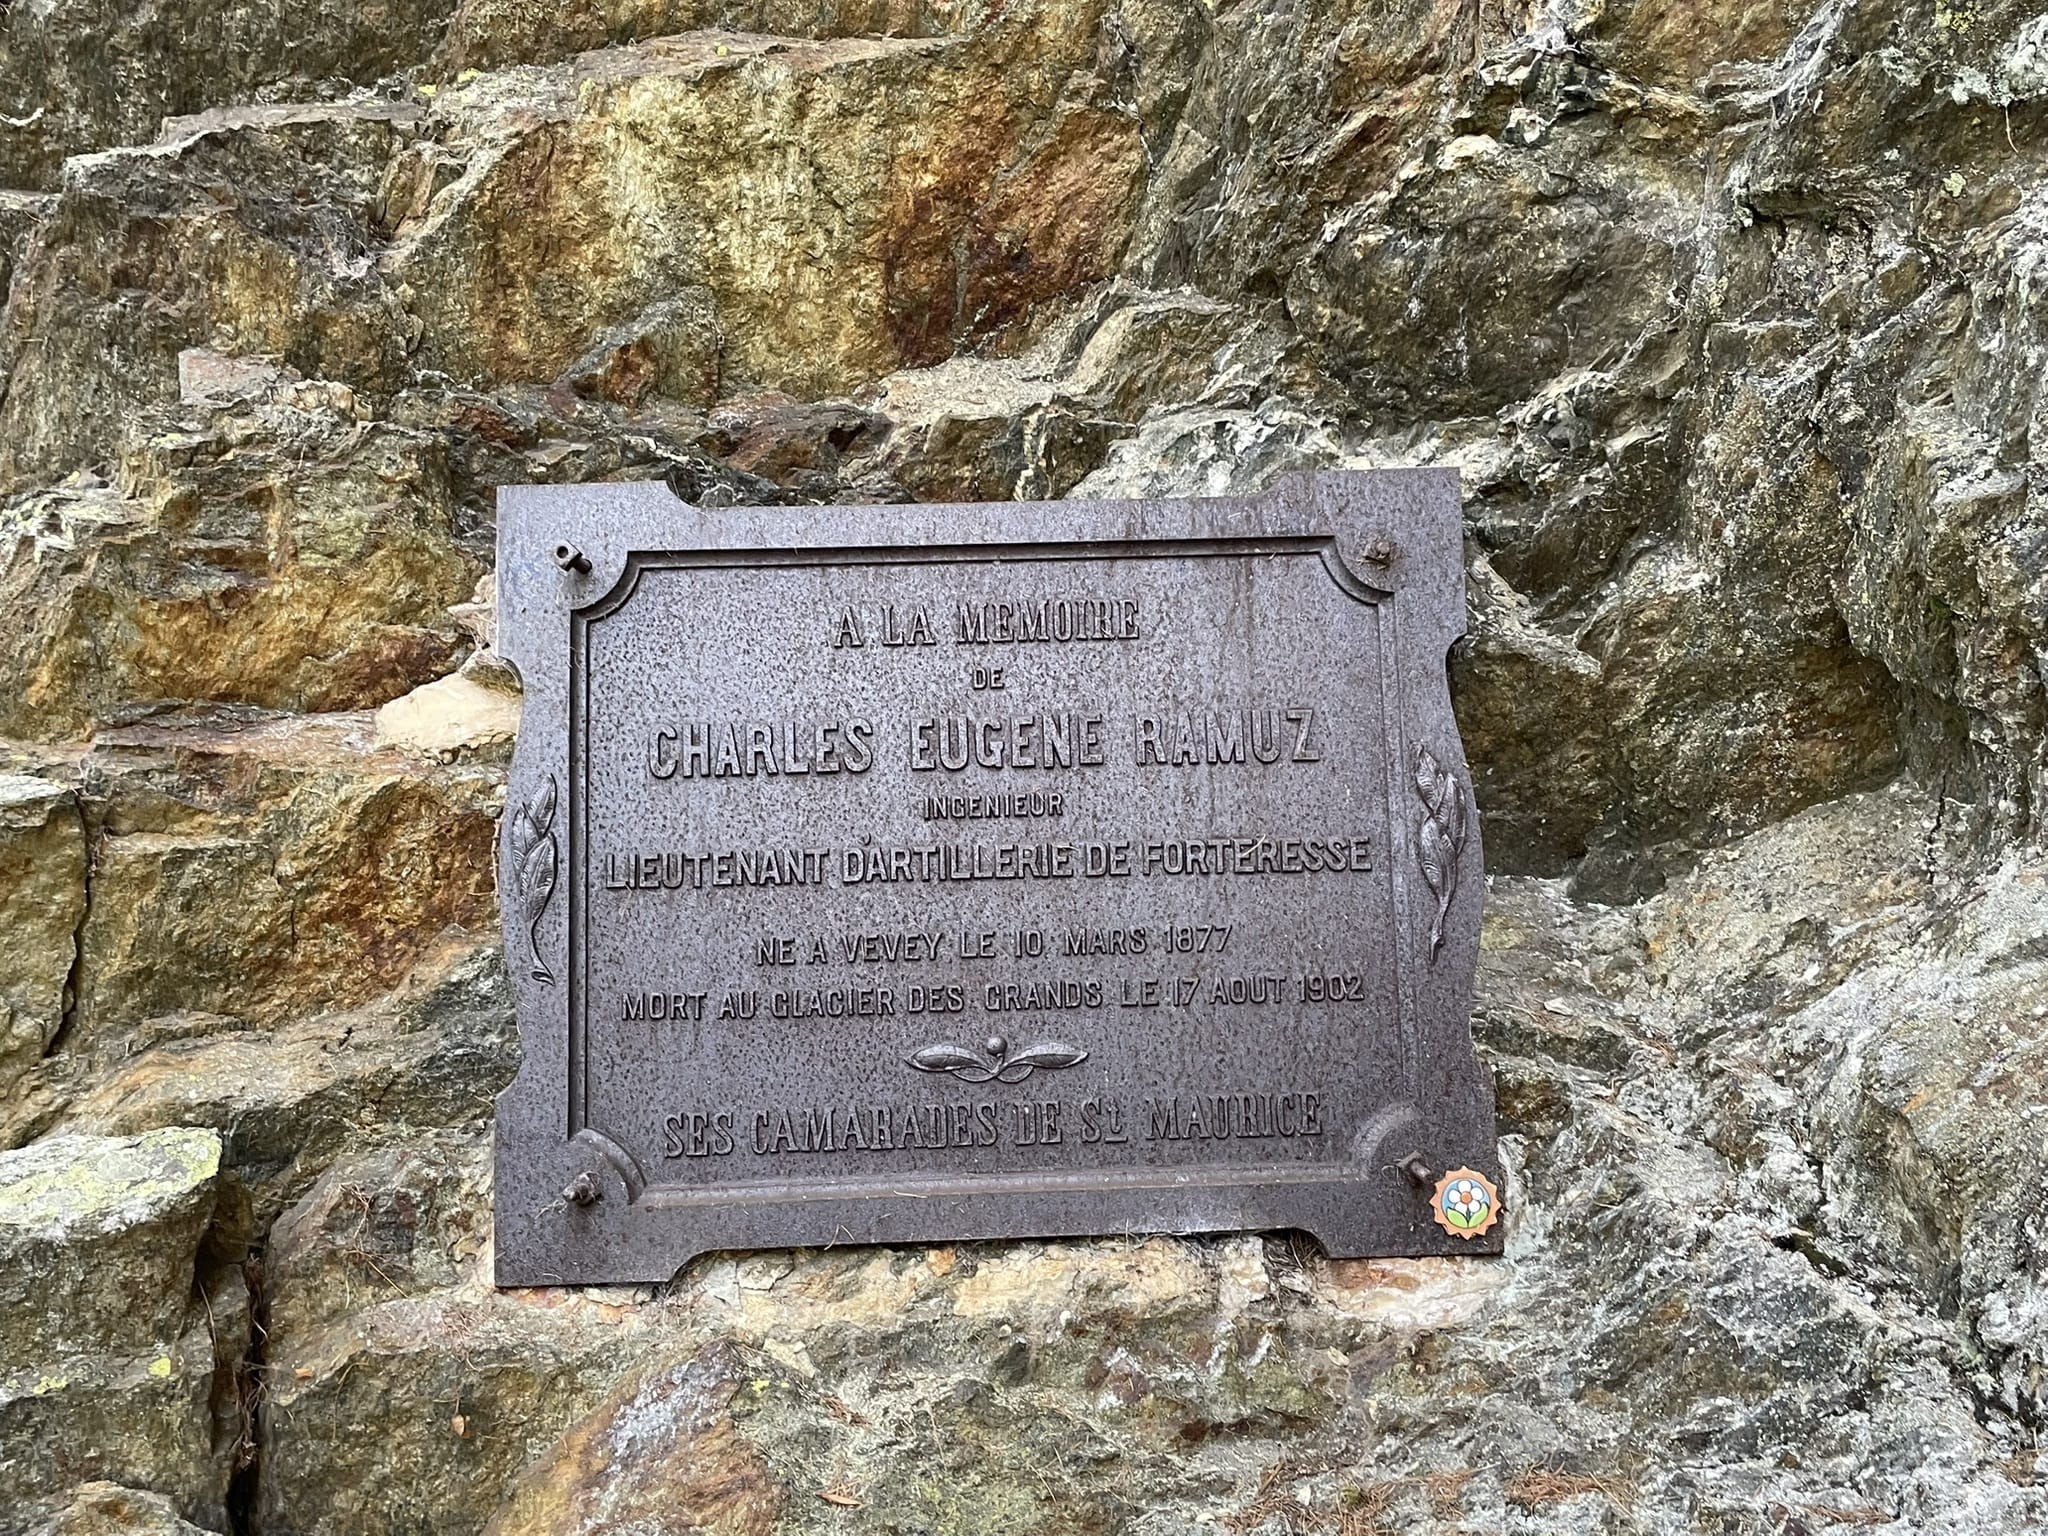 A LA MEMOIRE
DE
CHARLES EUGENE RAMUZ
INGENIEUR
LIEUTENANT D'ARTILLERIE DE FORTERESSE
NE A VEVEY LE 10 MARS 1877
MORT AU GLACIER DES GRANDS LE 17 AOUT 1902
SES CAMARADES DE St MAURICE